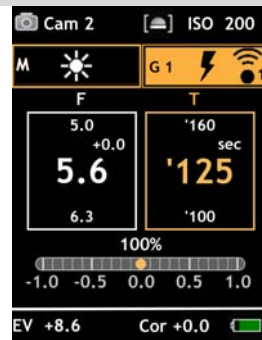 Cam 2 [ ] ISO 200
M G 1 1
F T
5.0 '160
+0.0 sec
5.6 '125
6.3 '100
100%
-1.0 -0.5 0.0 0.5 1.0
EV +8.6 Cor +0.0